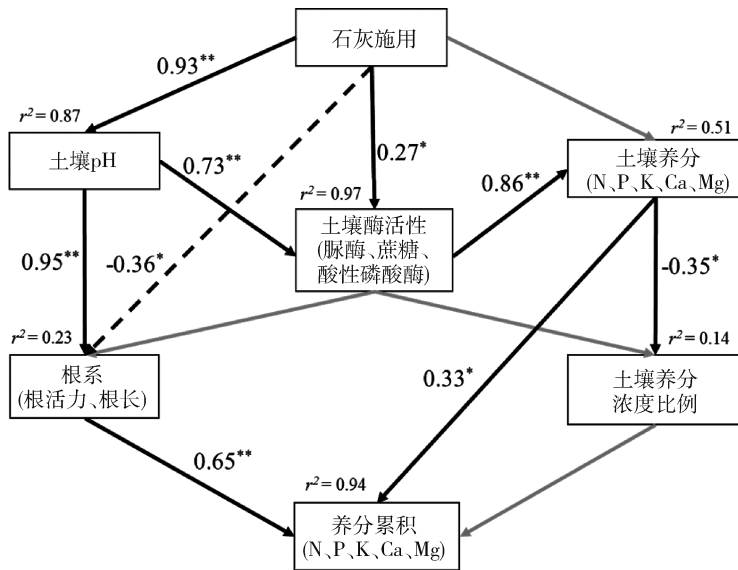 石灰施用
0.93**
r² = 0.87
r² = 0.51
土壤pH
0.73**
0.27*
土壤养分
(N、P、K、Ca、Mg)
r² = 0.97
0.86**
土壤酶活性
(脲酶、蔗糖、
酸性磷酸酶)
0.95**
-0.36*
-0.35*
r² = 0.23
r² = 0.14
根系
(根活力、根长)
0.33*
土壤养分
浓度比例
0.65**
r² = 0.94
养分累积
(N、P、K、Ca、Mg)